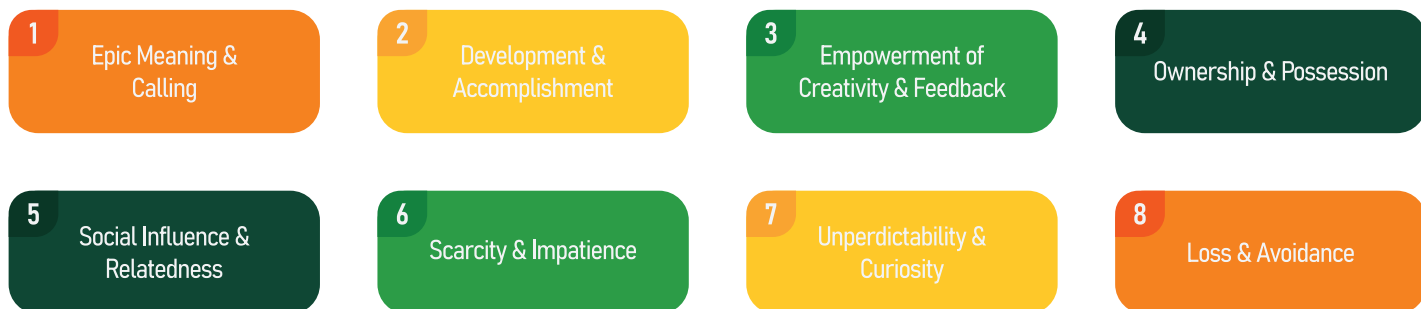 1
Epic Meaning &
Calling
2
Development &
Accomplishment
3
Empowerment of
Creativity & Feedback
4
Ownership & Possession
5
Social Influence &
Relatedness
6
Scarcity & Impatience
7
Unperdictability &
Curiosity
8
Loss & Avoidance